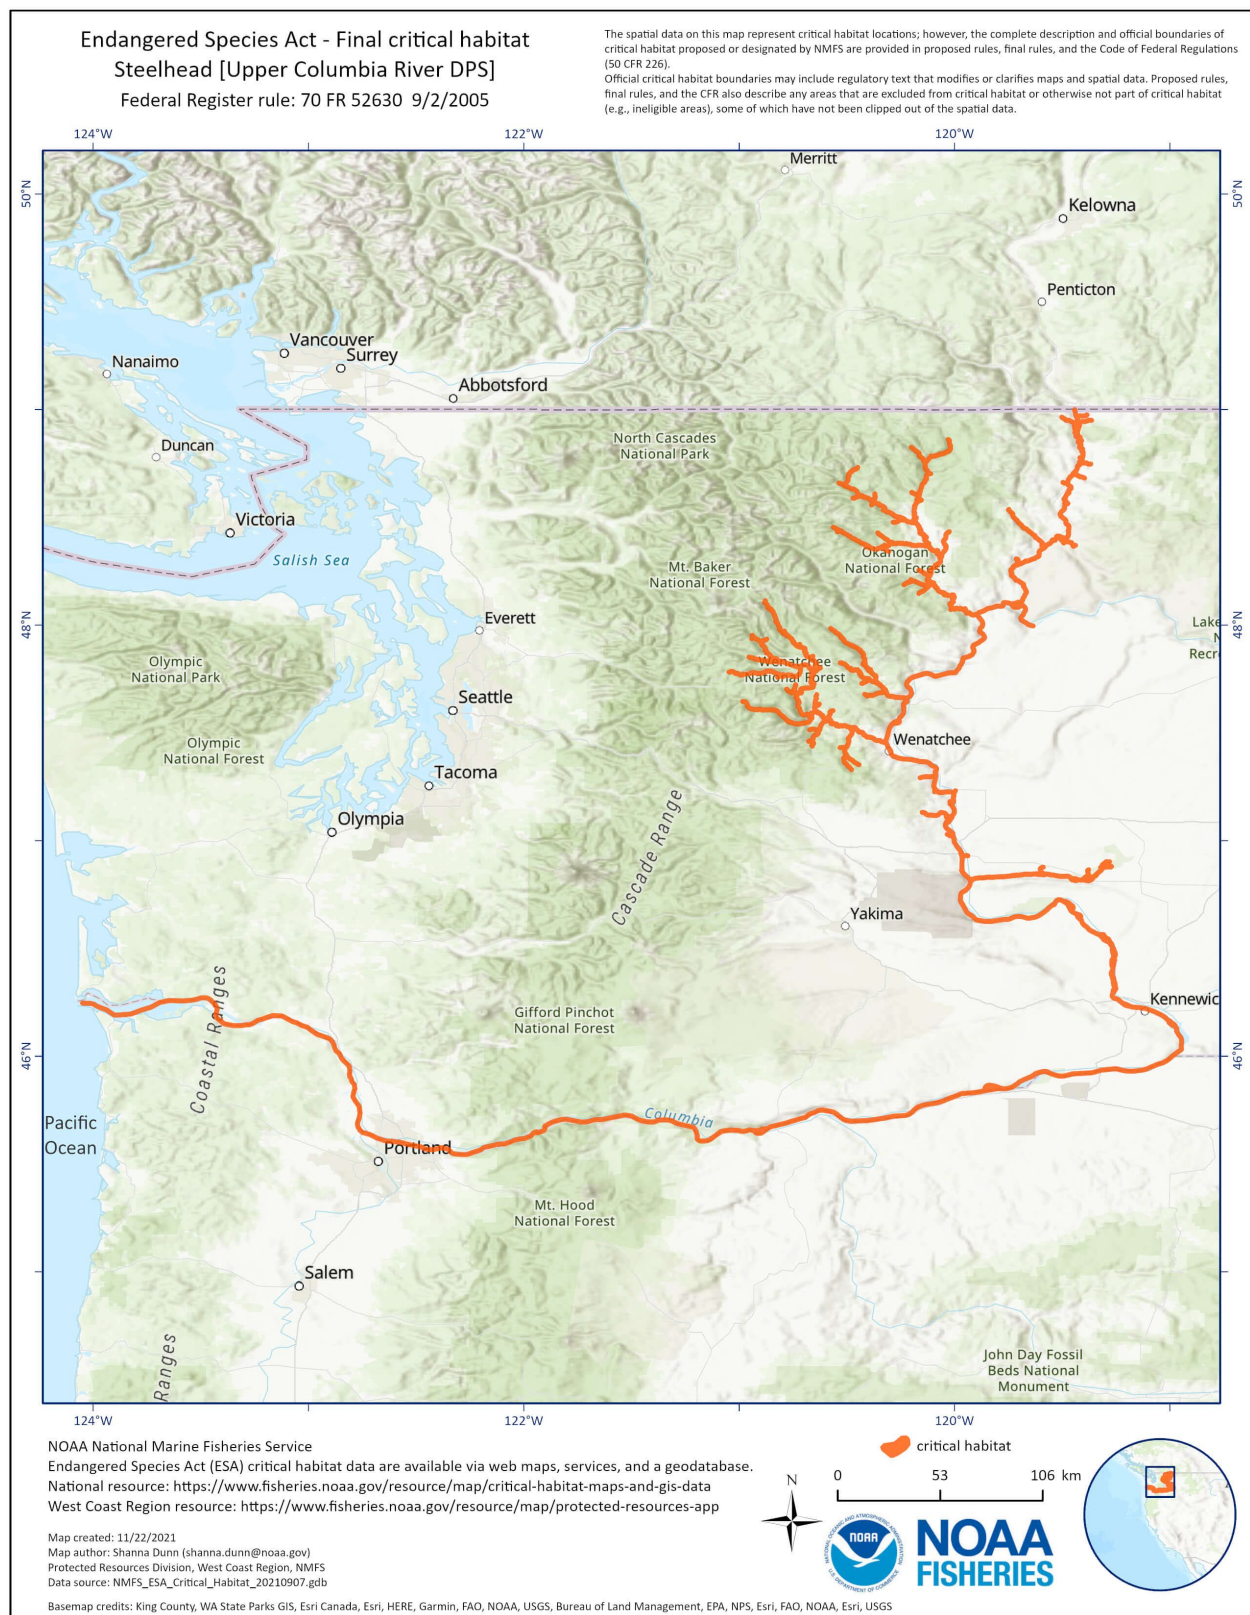 Endangered Species Act - Final critical habitat
Steelhead [Upper Columbia River DPS]
Federal Register rule: 70 FR 52630 9/2/2005
The spatial data on this map represent critical habitat locations; however, the complete description and official boundaries of
critical habitat proposed or designated by NMFS are provided in proposed rules, final rules, and the Code of Federal Regulations
(50 CFR 226).
Official critical habitat boundaries may include regulatory text that modifies or clarifies maps and spatial data. Proposed rules,
final rules, and the CFR also describe any areas that are excluded from critical habitat or otherwise not part of critical habitat
(e.g., ineligible areas), some of which have not been clipped out of the spatial data.
124°W 122°W 120°W
50°N
50°N
Merritt
Kelowna
Penticton
Vancouver
Surrey
Nanaimo
Abbotsford
Duncan
North Cascades
National Park
Victoria
Salish Sea
Okanogan
National Forest
Mt. Baker
National Forest
48°N
48°N
Everett
Lake
N
Recr
Olympic
National Park
Wenatchee
National Forest
Seattle
Olympic
National Forest
Wenatchee
Tacoma
Olympia
Cascade Range
Yakima
Coastal Ranges
Gifford Pinchot
National Forest
Kennewic
46°N
46°N
Columbia
Pacific
Ocean
Portland
Mt. Hood
National Forest
Salem
Ranges
John Day Fossil
Beds National
Monument
124°W 122°W 120°W
NOAA National Marine Fisheries Service
Endangered Species Act (ESA) critical habitat data are available via web maps, services, and a geodatabase.
National resource: https://www.fisheries.noaa.gov/resource/map/critical-habitat-maps-and-gis-data
West Coast Region resource: https://www.fisheries.noaa.gov/resource/map/protected-resources-app
critical habitat
N
0 53 106 km
Map created: 11/22/2021
Map author: Shanna Dunn (shanna.dunn@noaa.gov)
Protected Resources Division, West Coast Region, NMFS
Data source: NMFS_ESA_Critical_Habitat_20210907.gdb
NATIONAL OCEANIC AND ATMOSPHERIC ADMINISTRATION
NOAA
U.S. DEPARTMENT OF COMMERCE
NOAA
FISHERIES
Basemap credits: King County, WA State Parks GIS, Esri Canada, Esri, HERE, Garmin, FAO, NOAA, USGS, Bureau of Land Management, EPA, NPS, Esri, FAO, NOAA, Esri, USGS